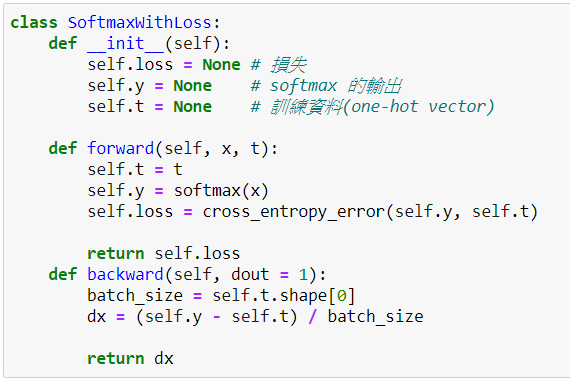 class SoftmaxWithLoss:
    def __init__(self):
        self.loss = None # 損失
        self.y = None    # softmax 的輸出
        self.t = None    # 訓練資料(one-hot vector)

    def forward(self, x, t):
        self.t = t
        self.y = softmax(x)
        self.loss = cross_entropy_error(self.y, self.t)

        return self.loss
    def backward(self, dout = 1):
        batch_size = self.t.shape[0]
        dx = (self.y - self.t) / batch_size

        return dx